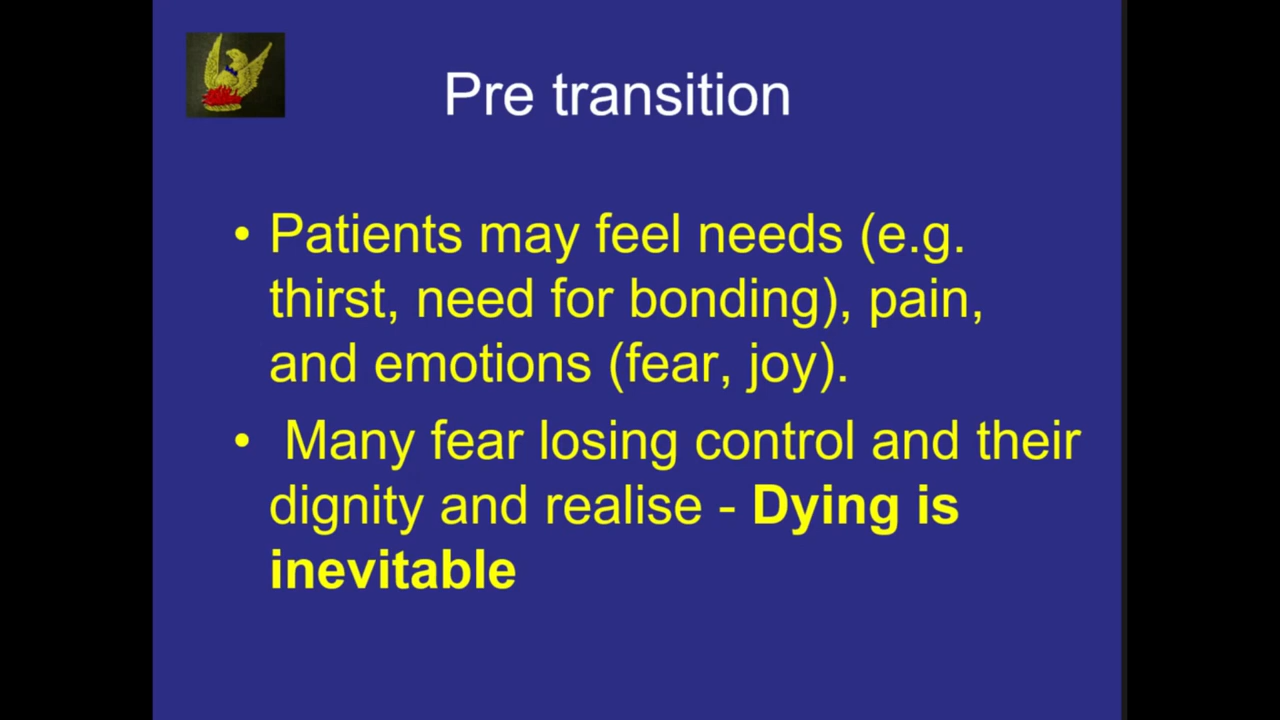 Pre transition
• Patients may feel needs (e.g.
thirst, need for bonding), pain,
and emotions (fear, joy).
• Many fear losing control and their
dignity and realise - Dying is
inevitable